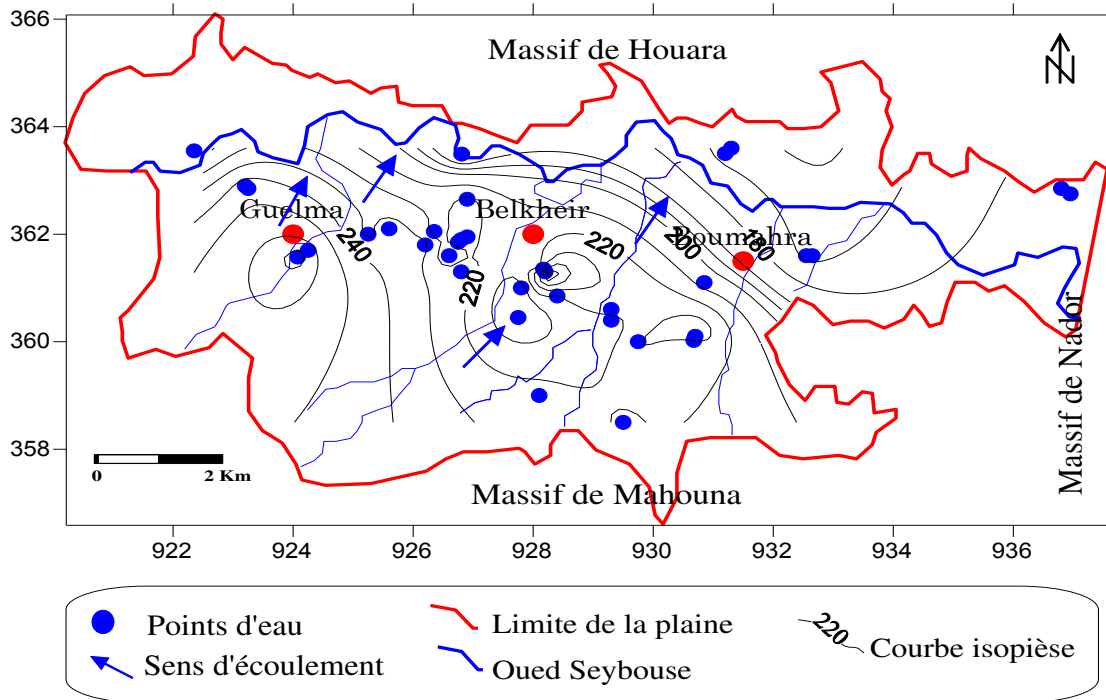 366
Massif de Houara
N
364
Guelma
Belkheir
362
240
220
200
Boumahra
180
220
360
Massif de Nador
358
0 2 Km
Massif de Mahouna
922 924 926 928 930 932 934 936
Points d'eau
Limite de la plaine
220
Courbe isopièse
Sens d'écoulement
Oued Seybouse